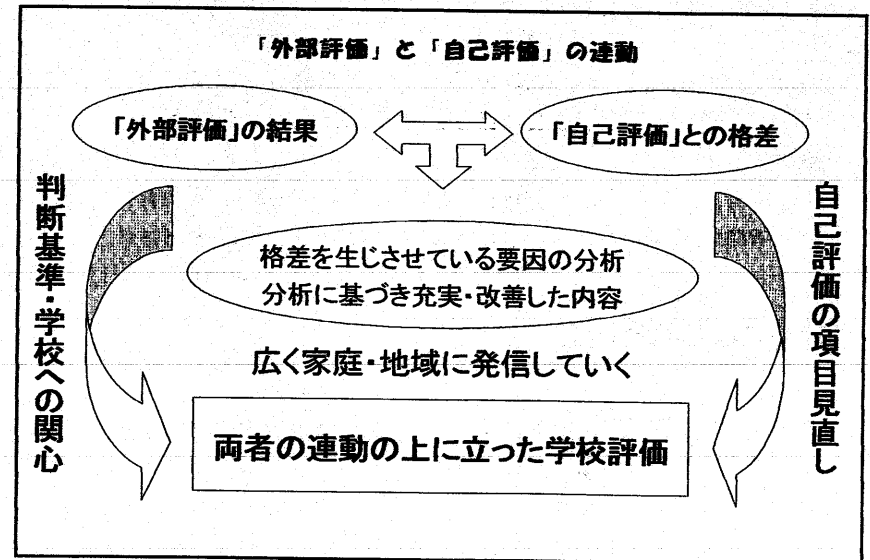 「外部評価」と「自己評価」の連動
「外部評価」の結果
「自己評価」との格差
判断基準・学校への関心
格差を生じさせている要因の分析
分析に基づき充実・改善した内容
自己評価の項目見直し
広く家庭・地域に発信していく
両者の連動の上に立った学校評価